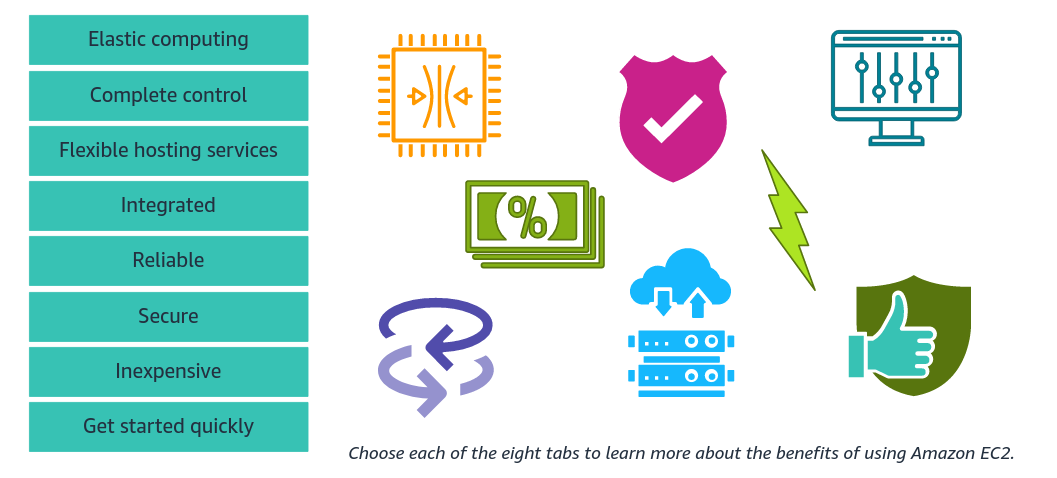 Elastic computing
Complete control
Flexible hosting services
Integrated
Reliable
Secure
Inexpensive
Get started quickly
%
Choose each of the eight tabs to learn more about the benefits of using Amazon EC2.